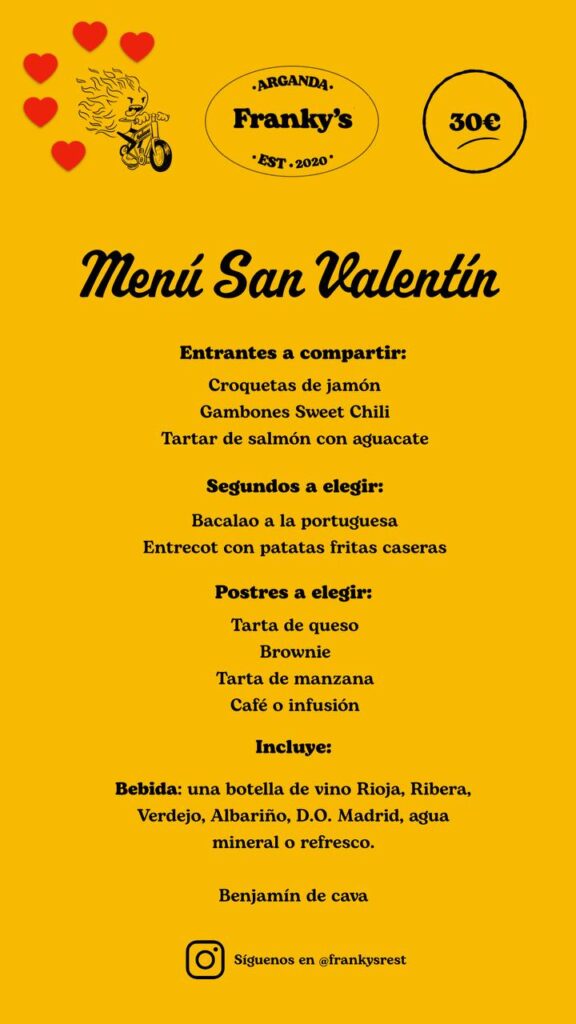 ·ARGANDA·
Franky's
·EST·2020·
30€
Menú San Valentín
Entrantes a compartir:
Croquetas de jamón
Gambones Sweet Chili
Tartar de salmón con aguacate
Segundos a elegir:
Bacalao a la portuguesa
Entrecot con patatas fritas caseras
Postres a elegir:
Tarta de queso
Brownie
Tarta de manzana
Café o infusión
Incluye:
Bebida: una botella de vino Rioja, Ribera,
Verdejo, Albariño, D.O. Madrid, agua
mineral o refresco.
Benjamín de cava
Síguenos en @frankysrest